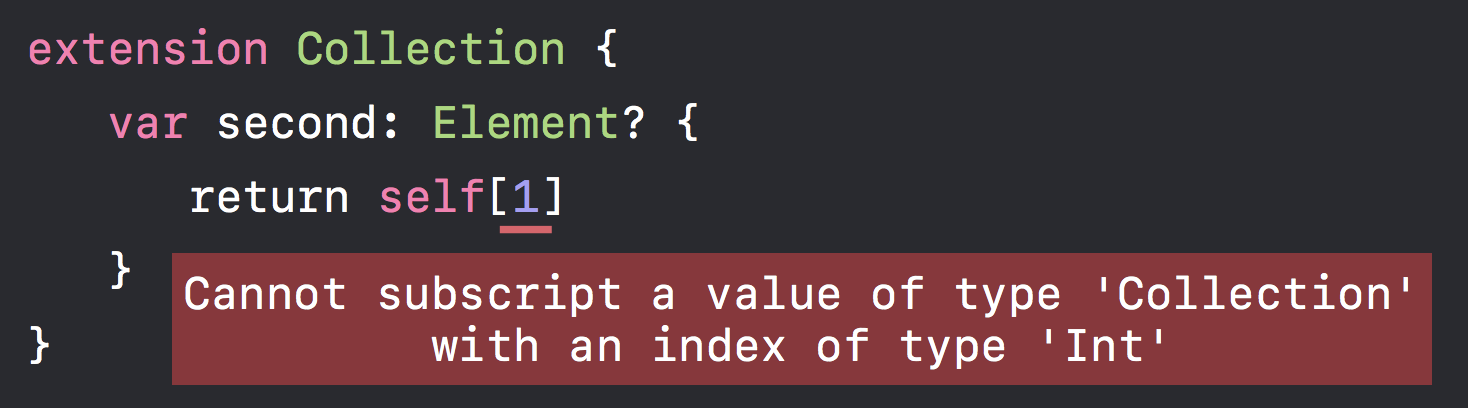 extension Collection {
var second: Element? {
return self[1]
}
Cannot subscript a value of type 'Collection'
with an index of type 'Int'
}